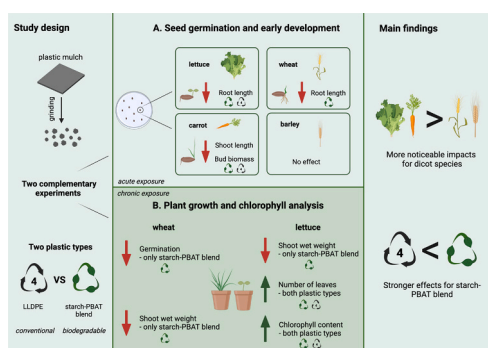 Study design
plastic mulch
grinding
Two complementary
experiments
Two plastic types
4
VS
LLDPE
starch-PBAT
blend
conventional
biodegradable
A. Seed germination and early development
lettuce
Root length
wheat
Root length
carrot
Shoot length
Bud biomass
barley
No effect
acute exposure
chronic exposure
B. Plant growth and chlorophyll analysis
wheat
Germination
- only starch-PBAT blend
Shoot wet weight
- only starch-PBAT blend
lettuce
Shoot wet weight
- only starch-PBAT blend
Number of leaves
- both plastic types
Chlorophyll content
- both plastic types
Main findings
>
More noticeable impacts
for dicot species
4
<
Stronger effects for starch-
PBAT blend